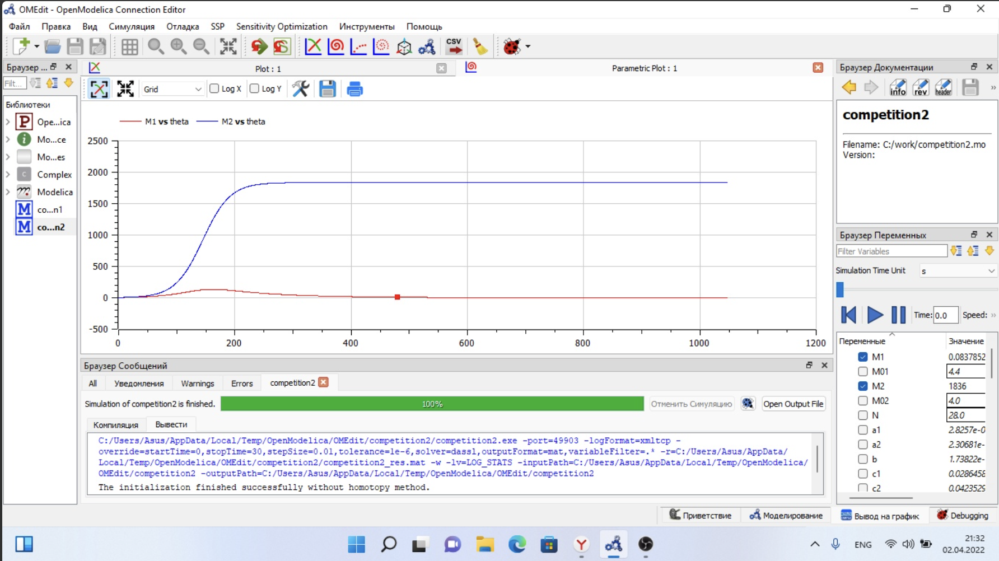 OMEdit - OpenModelica Connection Editor
Файл Правка Вид Симуляция Отладка SSP Sensitivity Optimization Инструменты Помощь
CSV
Браузер ...
Plot : 1
Parametric Plot : 1
Браузер Документации
Filt...
Grid
Log X
Log Y
info
rev
header
»
Библиотеки
P Ope...ica
i Mo...ce
Mo...es
C Complex
m Modelica
M co...n1
M co...n2
M1 vs theta
M2 vs theta
2500
2000
1500
1000
500
0
-500
0 200 400 600 800 1000 1200
competition2
Filename: C:/work/competition2.mo
Version:
Браузер Переменных
Filter Variables
Simulation Time Unit s
Time: 0.0 Speed: »
Переменные Значение
M1 0.0837852
M01 4.4
M2 1836
M02 4.0
N 28.0
a1 2.8257e-0
a2 2.30681e-
b 1.73822e-
c1 0.0286458
c2 0.0423529
Браузер Сообщений
All Уведомления Warnings Errors competition2
Simulation of competition2 is finished. 100% Отменить Симуляцию Open Output File
Компиляция Вывести
C:/Users/Asus/AppData/Local/Temp/OpenModelica/OMEdit/competition2/competition2.exe -port=49903 -logFormat=xmltcp -
override=startTime=0,stopTime=30,stepSize=0.01,tolerance=1e-6,solver=dassl,outputFormat=mat,variableFilter=.* -r=C:/Users/Asus/AppData/
Local/Temp/OpenModelica/OMEdit/competition2/competition2_res.mat -w -lv=LOG_STATS -inputPath=C:/Users/Asus/AppData/Local/Temp/OpenModelica/
OMEdit/competition2 -outputPath=C:/Users/Asus/AppData/Local/Temp/OpenModelica/OMEdit/competition2
The initialization finished successfully without homotopy method.
Приветствие Моделирование Вывод на график Debugging
ENG
21:32
02.04.2022